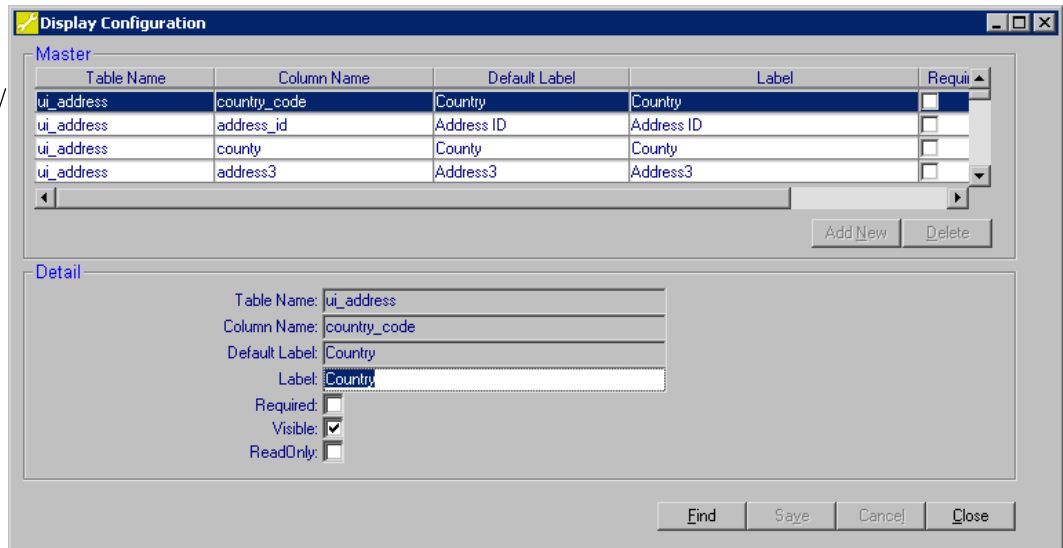 Display Configuration
Master
Table Name Column Name Default Label Label Requir
ui_address country_code Country Country
ui_address address_id Address ID Address ID
ui_address county County County
ui_address address3 Address3 Address3
Add New Delete
Detail
Table Name: ui_address
Column Name: country_code
Default Label: Country
Label: Country
Required:
Visible:
ReadOnly:
Find Save Cancel Close